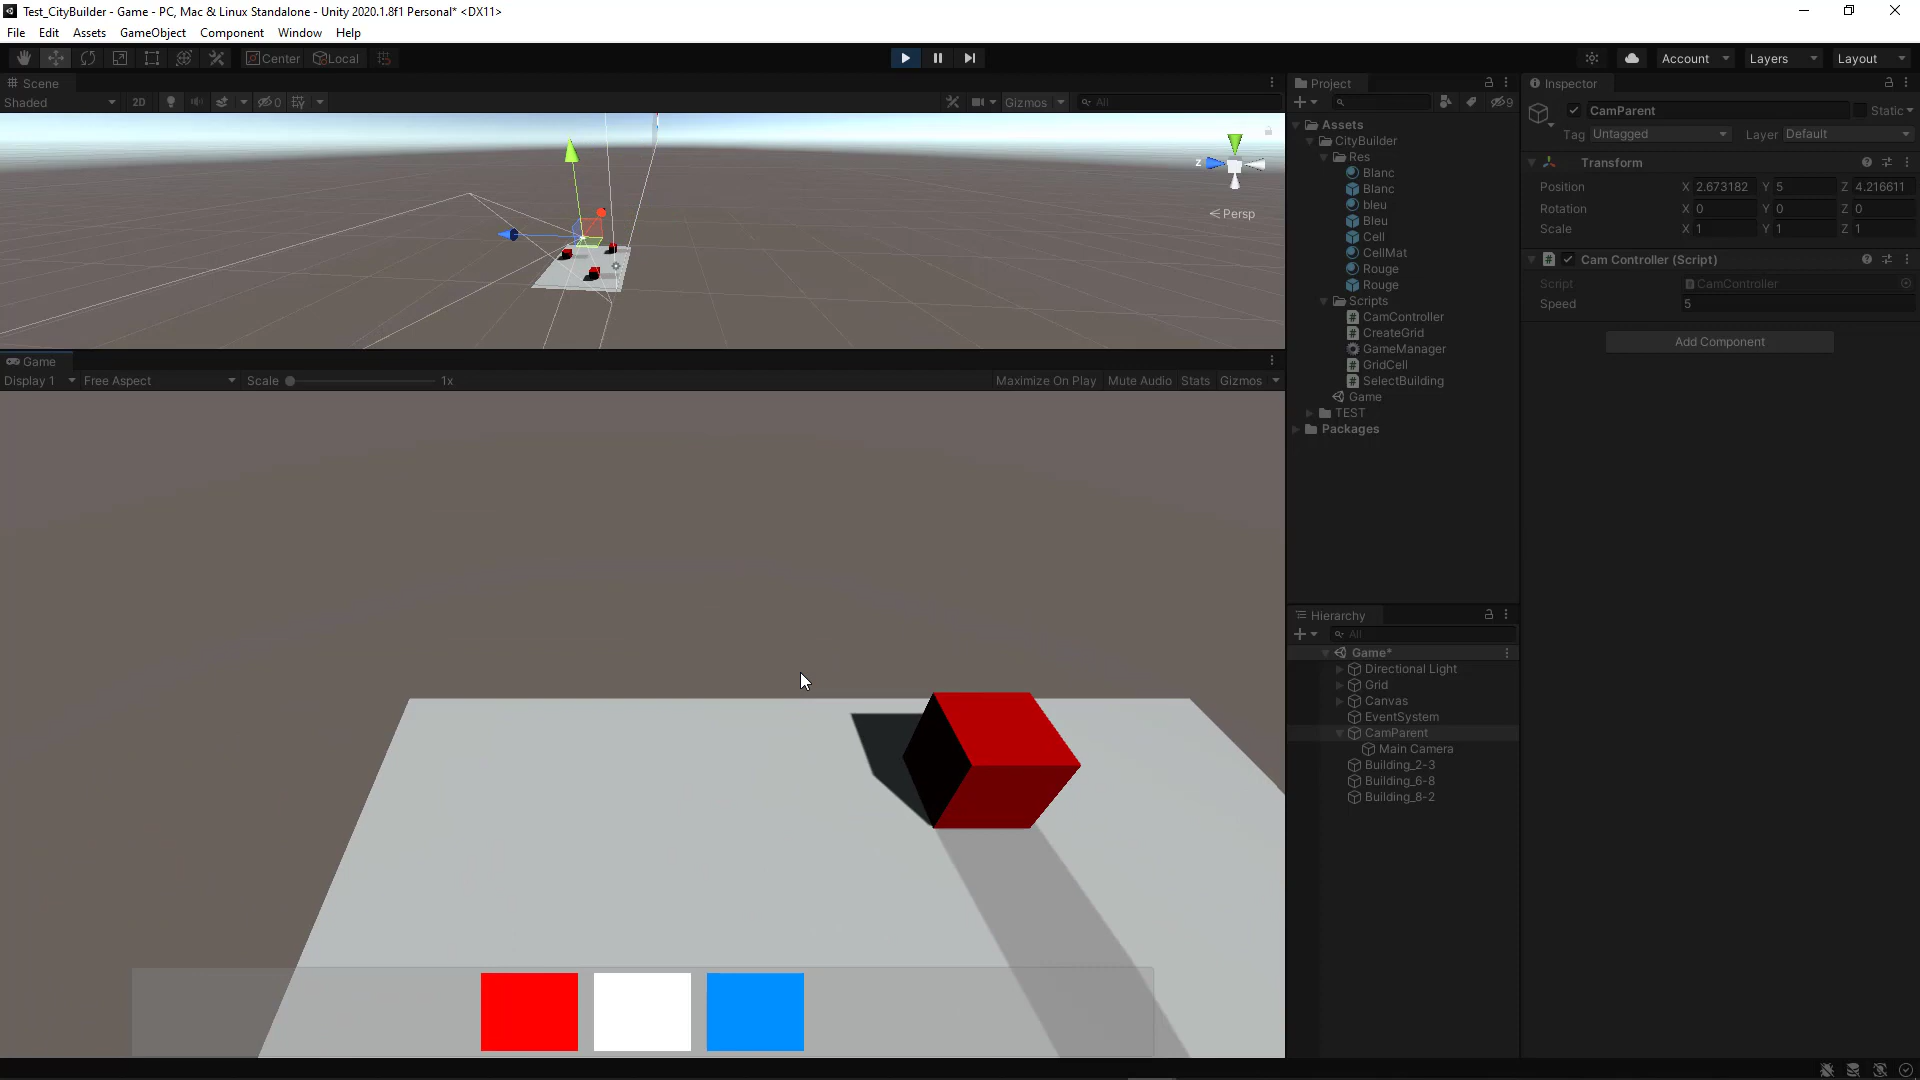 Test_CityBuilder - Game - PC, Mac & Linux Standalone - Unity 2020.1.8f1 Personal* <DX11>
File Edit Assets GameObject Component Window Help
Center Local Account Layers Layout
Scene
Shaded 2D 0 Gizmos All
Persp
z
Game
Display 1 Free Aspect Scale 1x Maximize On Play Mute Audio Stats Gizmos
Project
9
Assets
CityBuilder
Res
Blanc
Blanc
bleu
Bleu
Cell
CellMat
Rouge
Rouge
Scripts
CamController
CreateGrid
GameManager
GridCell
SelectBuilding
Game
TEST
Packages
Hierarchy
All
Game*
Directional Light
Grid
Canvas
EventSystem
CamParent
Main Camera
Building_2-3
Building_6-8
Building_8-2
Inspector
CamParent Static
Tag Untagged Layer Default
Transform
Position X 2.673182 Y 5 Z 4.216611
Rotation X 0 Y 0 Z 0
Scale X 1 Y 1 Z 1
Cam Controller (Script)
Script CamController
Speed 5
Add Component